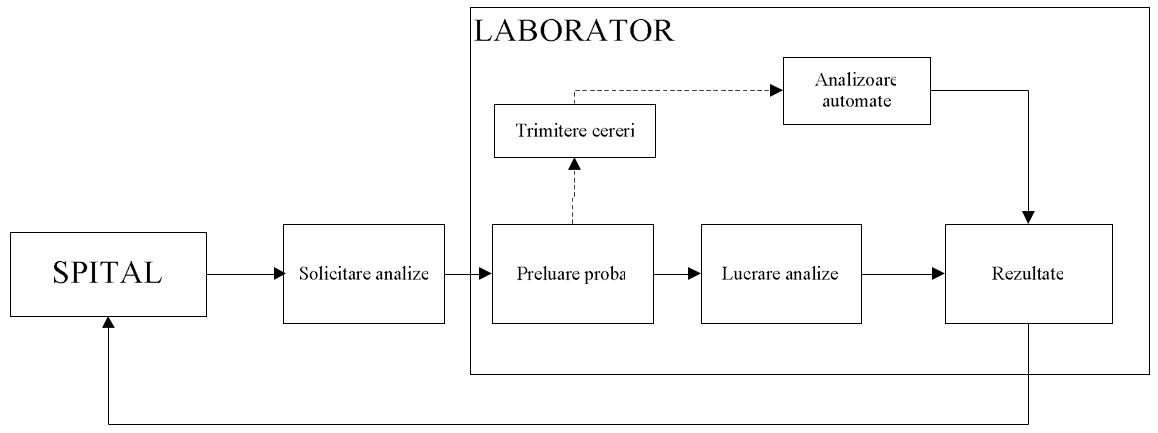 LABORATOR
Analizoare
automate
Trimitere cereri
SPITAL
Solicitare analize
Preluare proba
Lucrare analize
Rezultate